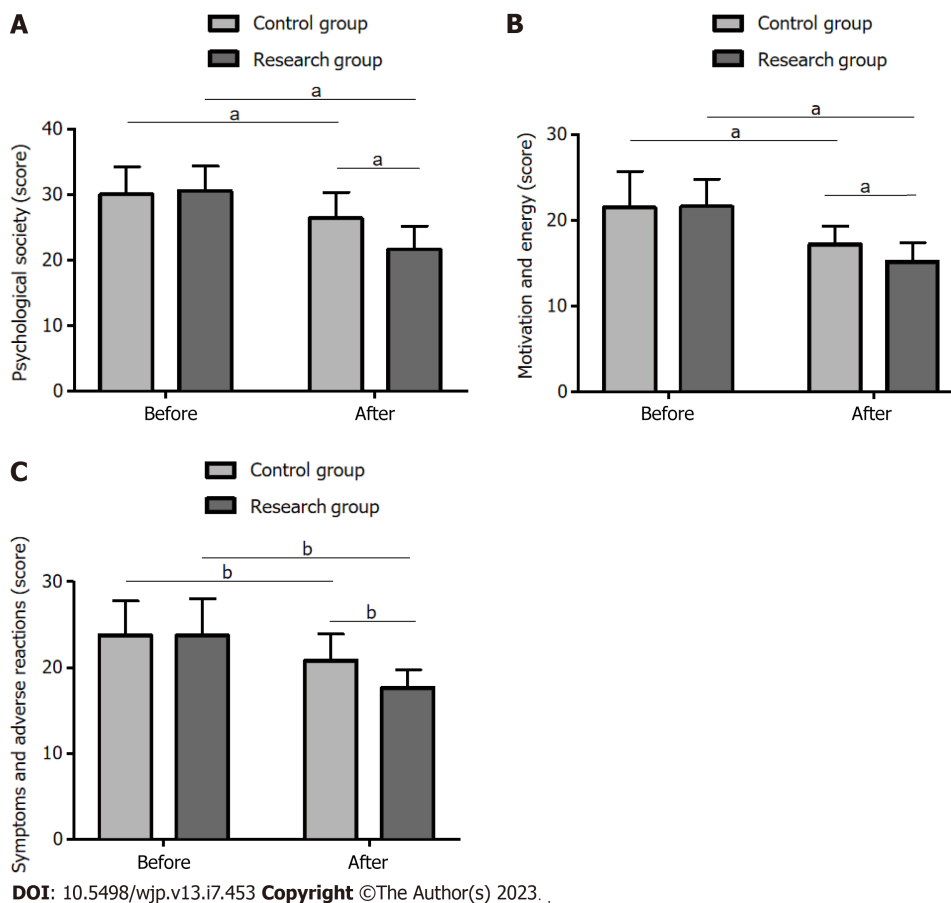 A
Control group
Research group
a
a
a
Psychological society (score)
40
30
20
10
0
Before
After
B
Control group
Research group
a
a
a
Motivation and energy (score)
30
20
10
0
Before
After
C
Control group
Research group
b
b
b
Symptoms and adverse reactions (score)
30
20
10
0
Before
After
DOI: 10.5498/wjp.v13.i7.453 Copyright ©The Author(s) 2023.